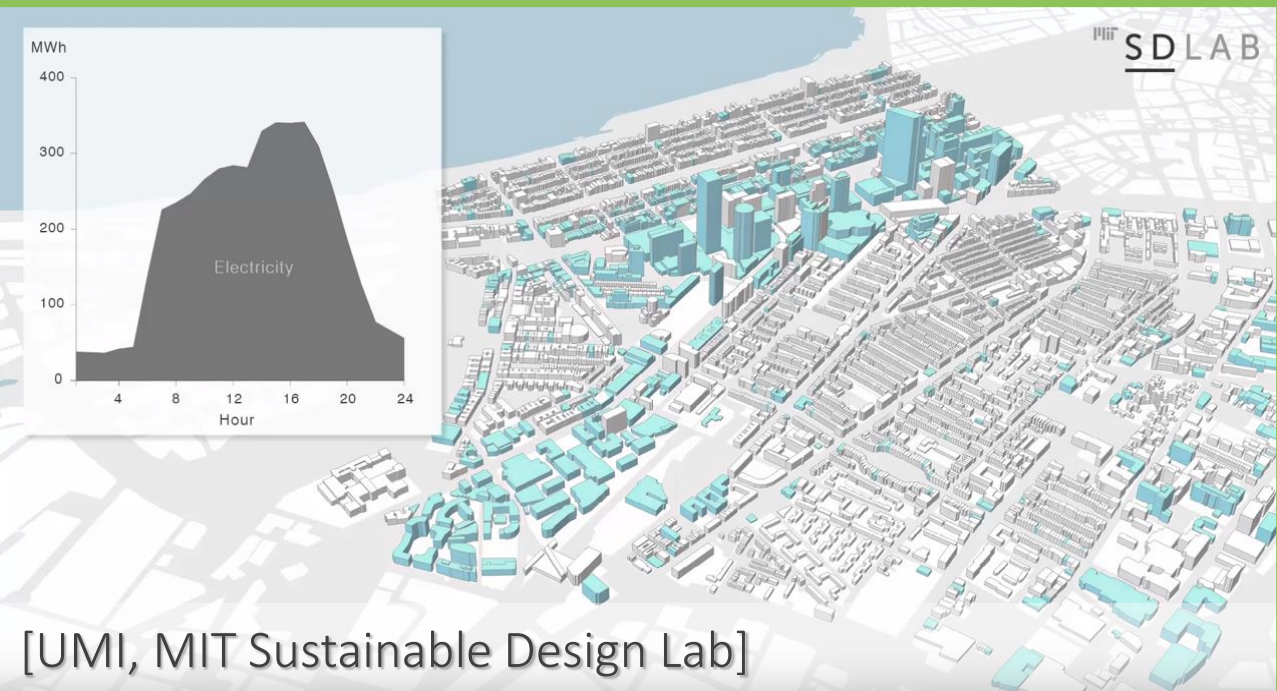 MWh
400
300
200
100
0
Electricity
4 8 12 16 20 24
Hour
MIT SDLAB
[UMI, MIT Sustainable Design Lab]